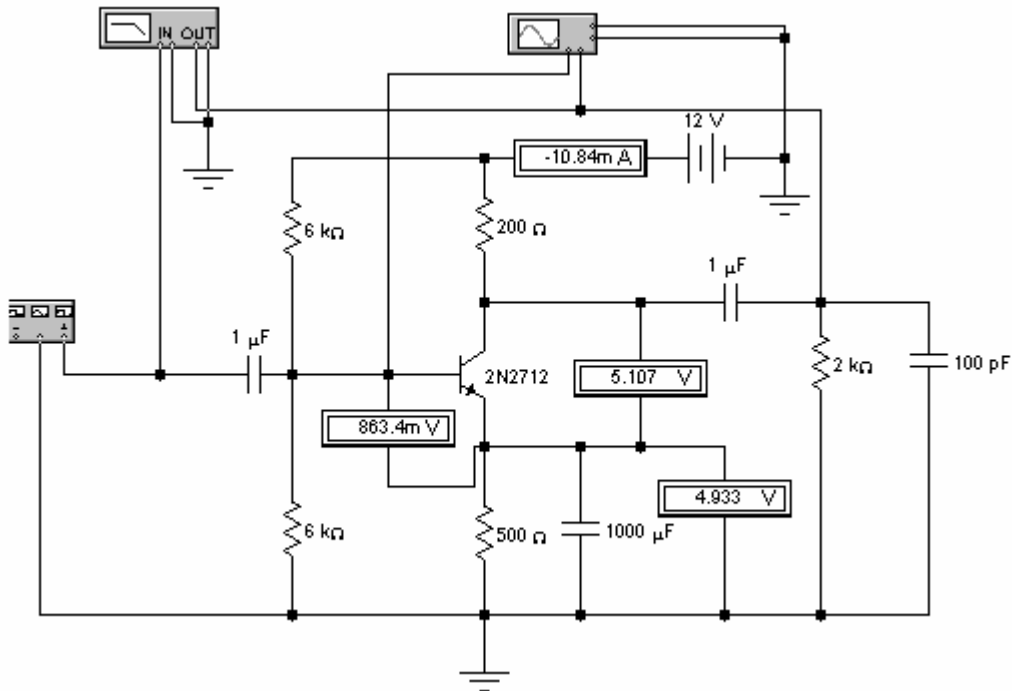 IN OUT
12 V
-10.84m A
6 kΩ
200 Ω
1 μF
1 μF
2N2712
5.107 V
2 kΩ
100 pF
863.4m V
4.933 V
6 kΩ
500 Ω
1000 μF